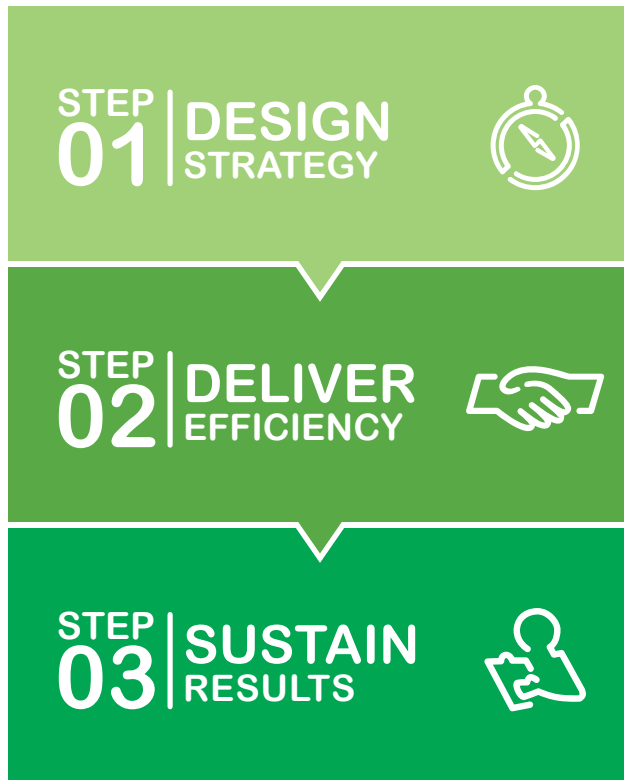 STEP
01
DESIGN
STRATEGY
STEP
02
DELIVER
EFFICIENCY
STEP
03
SUSTAIN
RESULTS